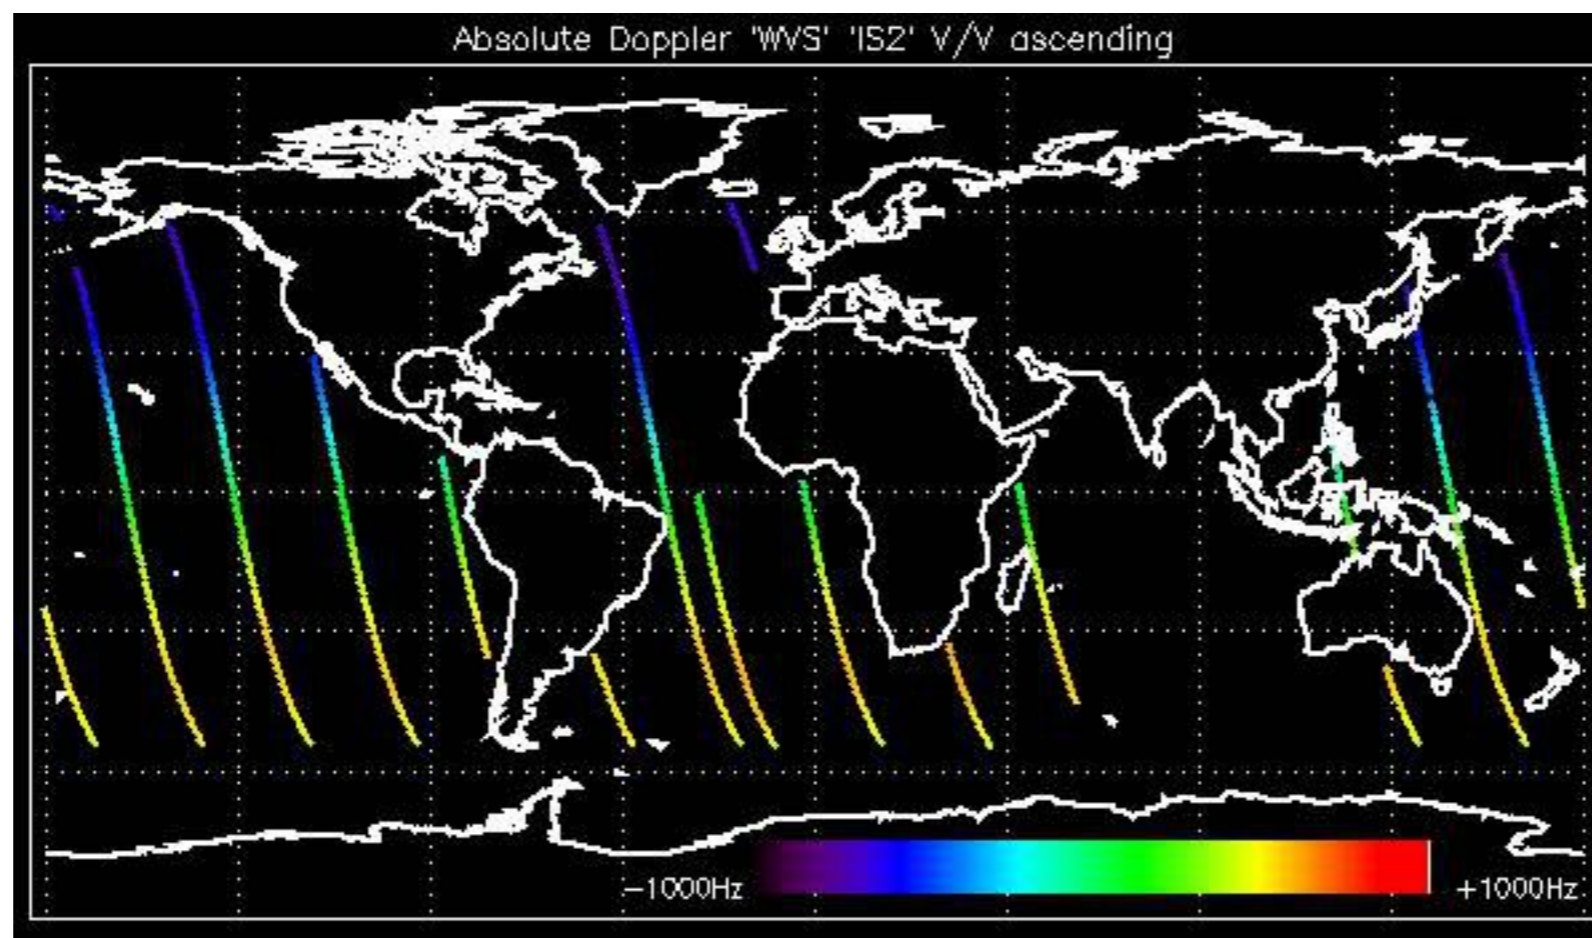 Absolute Doppler 'WVS' 'IS2' V/V ascending
-1000Hz
+1000Hz